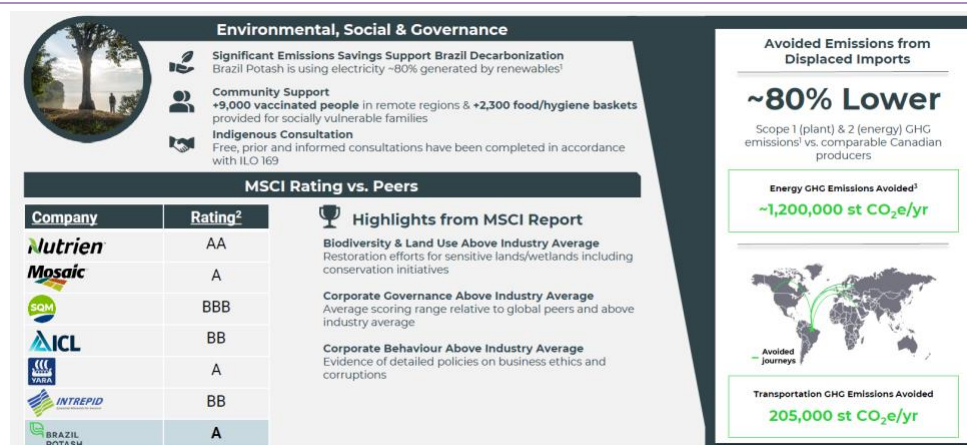 Environmental, Social & Governance
Significant Emissions Savings Support Brazil Decarbonization
Brazil Potash is using electricity ~80% generated by renewables¹
Community Support
+9,000 vaccinated people in remote regions & +2,300 food/hygiene baskets
provided for socially vulnerable families
Indigenous Consultation
Free, prior and informed consultations have been completed in accordance
with ILO 169
MSCI Rating vs. Peers
Company Rating²
Nutrien AA
Mosaic A
SQM BBB
ICL BB
YARA A
INTREPID BB
BRAZIL
POTASH A
Highlights from MSCI Report
Biodiversity & Land Use Above Industry Average
Restoration efforts for sensitive lands/wetlands including
conservation initiatives
Corporate Governance Above Industry Average
Average scoring range relative to global peers and above
industry average
Corporate Behaviour Above Industry Average
Evidence of detailed policies on business ethics and
corruptions
Avoided Emissions from
Displaced Imports
~80% Lower
Scope 1 (plant) & 2 (energy) GHG
emissions¹ vs. comparable Canadian
producers
Energy GHG Emissions Avoided³
~1,200,000 st CO₂e/yr
Avoided
journeys
Transportation GHG Emissions Avoided
205,000 st CO₂e/yr